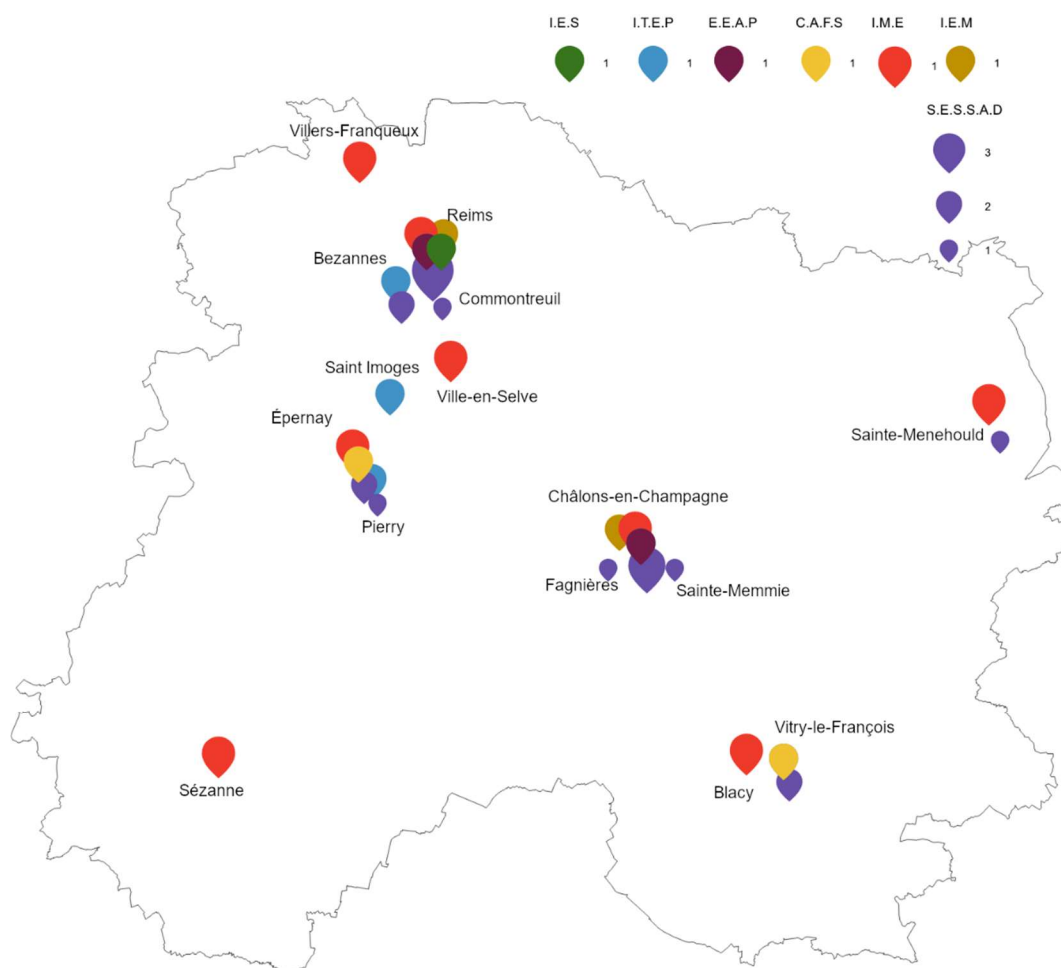 I.E.S I.T.E.P E.E.A.P C.A.F.S I.M.E I.E.M
1 1 1 1 1 1
S.E.S.S.A.D
3
2
1
Villers-Franqueux
Reims
Bezannes
Commontreuil
Saint Imoges
Ville-en-Selve
Épernay
Sainte-Menehould
Pierry
Châlons-en-Champagne
Fagnières
Sainte-Memmie
Vitry-le-François
Sézanne
Blacy